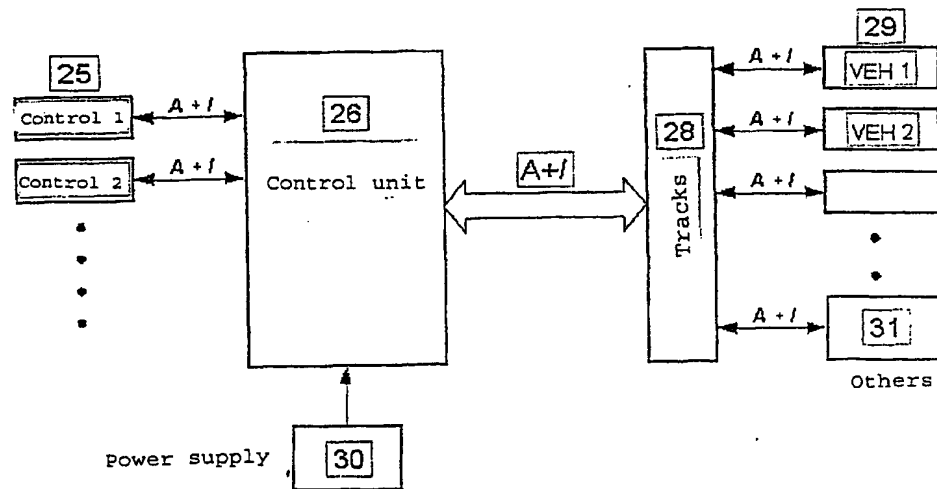 25
Control 1
A + I
Control 2
A + I
26
Control unit
A+I
28
Tracks
29
A + I
VEH 1
A + I
VEH 2
A + I
A + I
31
Others
Power supply
30